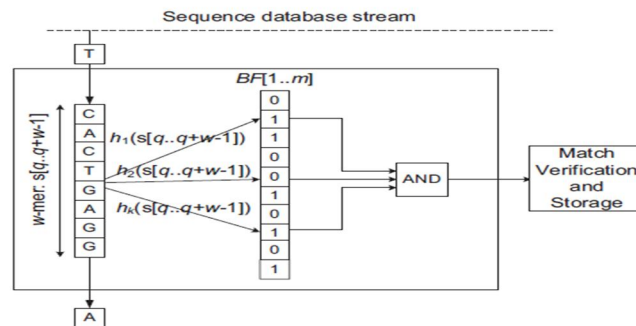 Sequence database stream
T
BF[1..m]
w-mer: s[q..q+w-1]
C
A
C
T
G
A
G
G
h1(s[q..q+w-1])
h2(s[q..q+w-1])
hk(s[q..q+w-1])
0
1
1
0
0
1
0
1
0
1
AND
Match
Verification
and
Storage
A